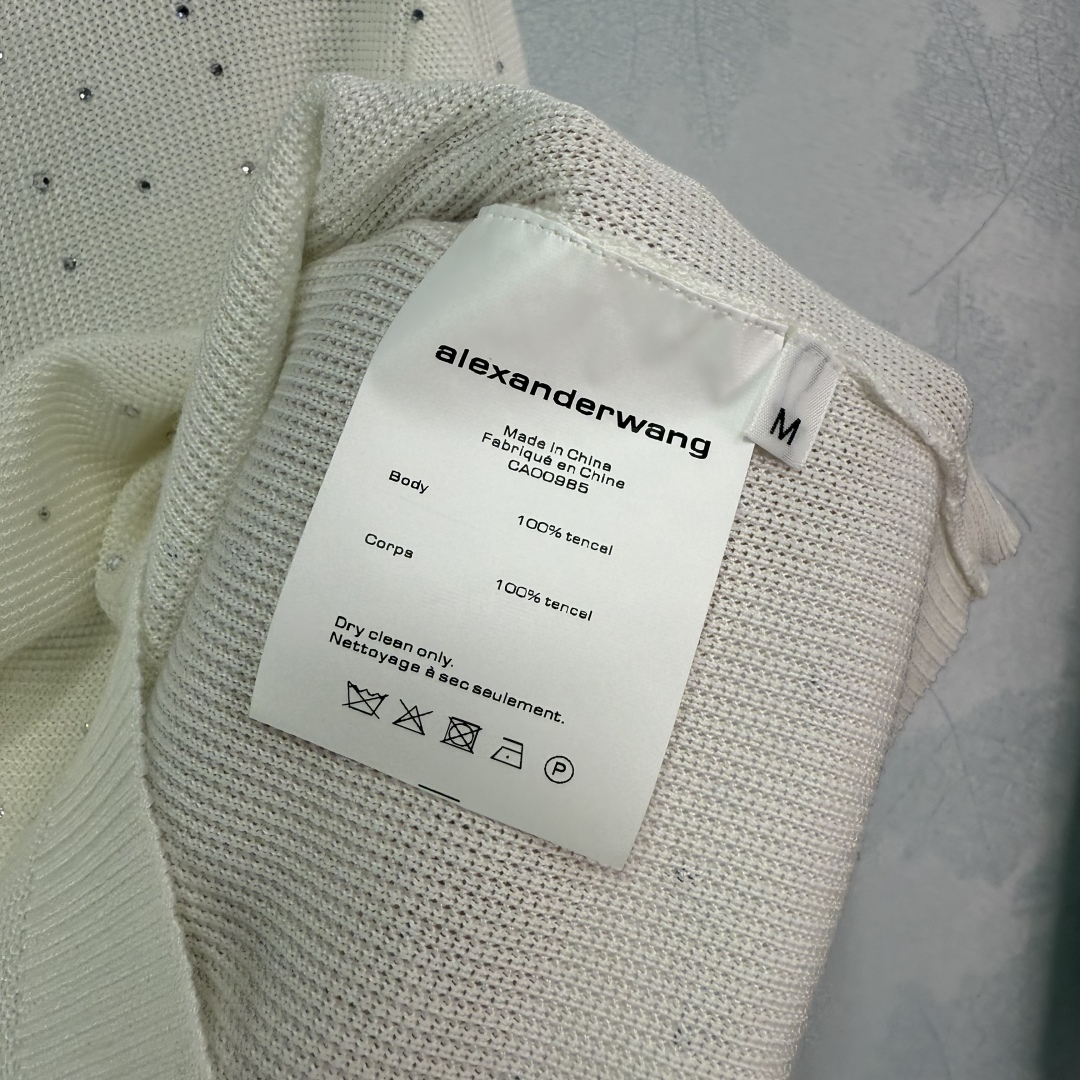 alexanderwang
M
Made in China
Fabriqué en Chine
CA00985
Body
100% tencel
Corps
100% tencel
Dry clean only.
Nettoyage à sec seulement.
P